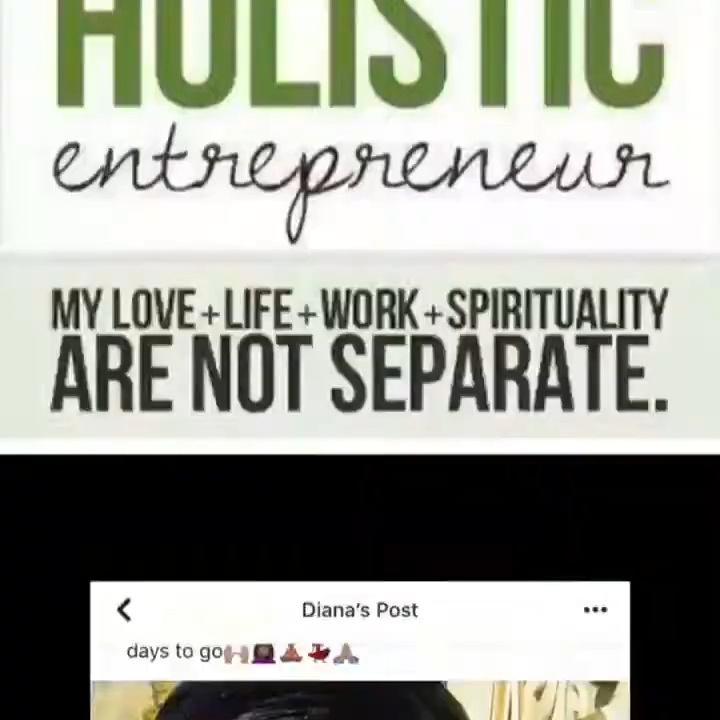 HOLISTIC
entrepreneur
MY LOVE+LIFE+WORK+SPIRITUALITY
ARE NOT SEPARATE.
Diana's Post
days to go🙌🏽💆🏿‍♀️🧘🏽💃🏽🙏🏽